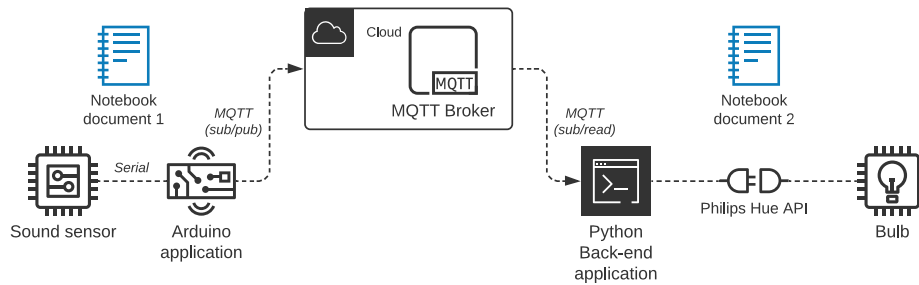 Cloud
MQTT
MQTT Broker
Notebook
document 1
MQTT
(sub/pub)
MQTT
(sub/read)
Notebook
document 2
Serial
Sound sensor
Arduino
application
Python
Back-end
application
Philips Hue API
Bulb